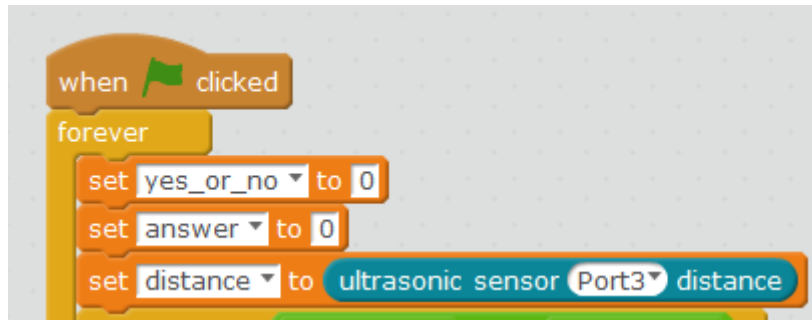 when clicked
forever
set yes_or_no to 0
set answer to 0
set distance to ultrasonic sensor Port3 distance